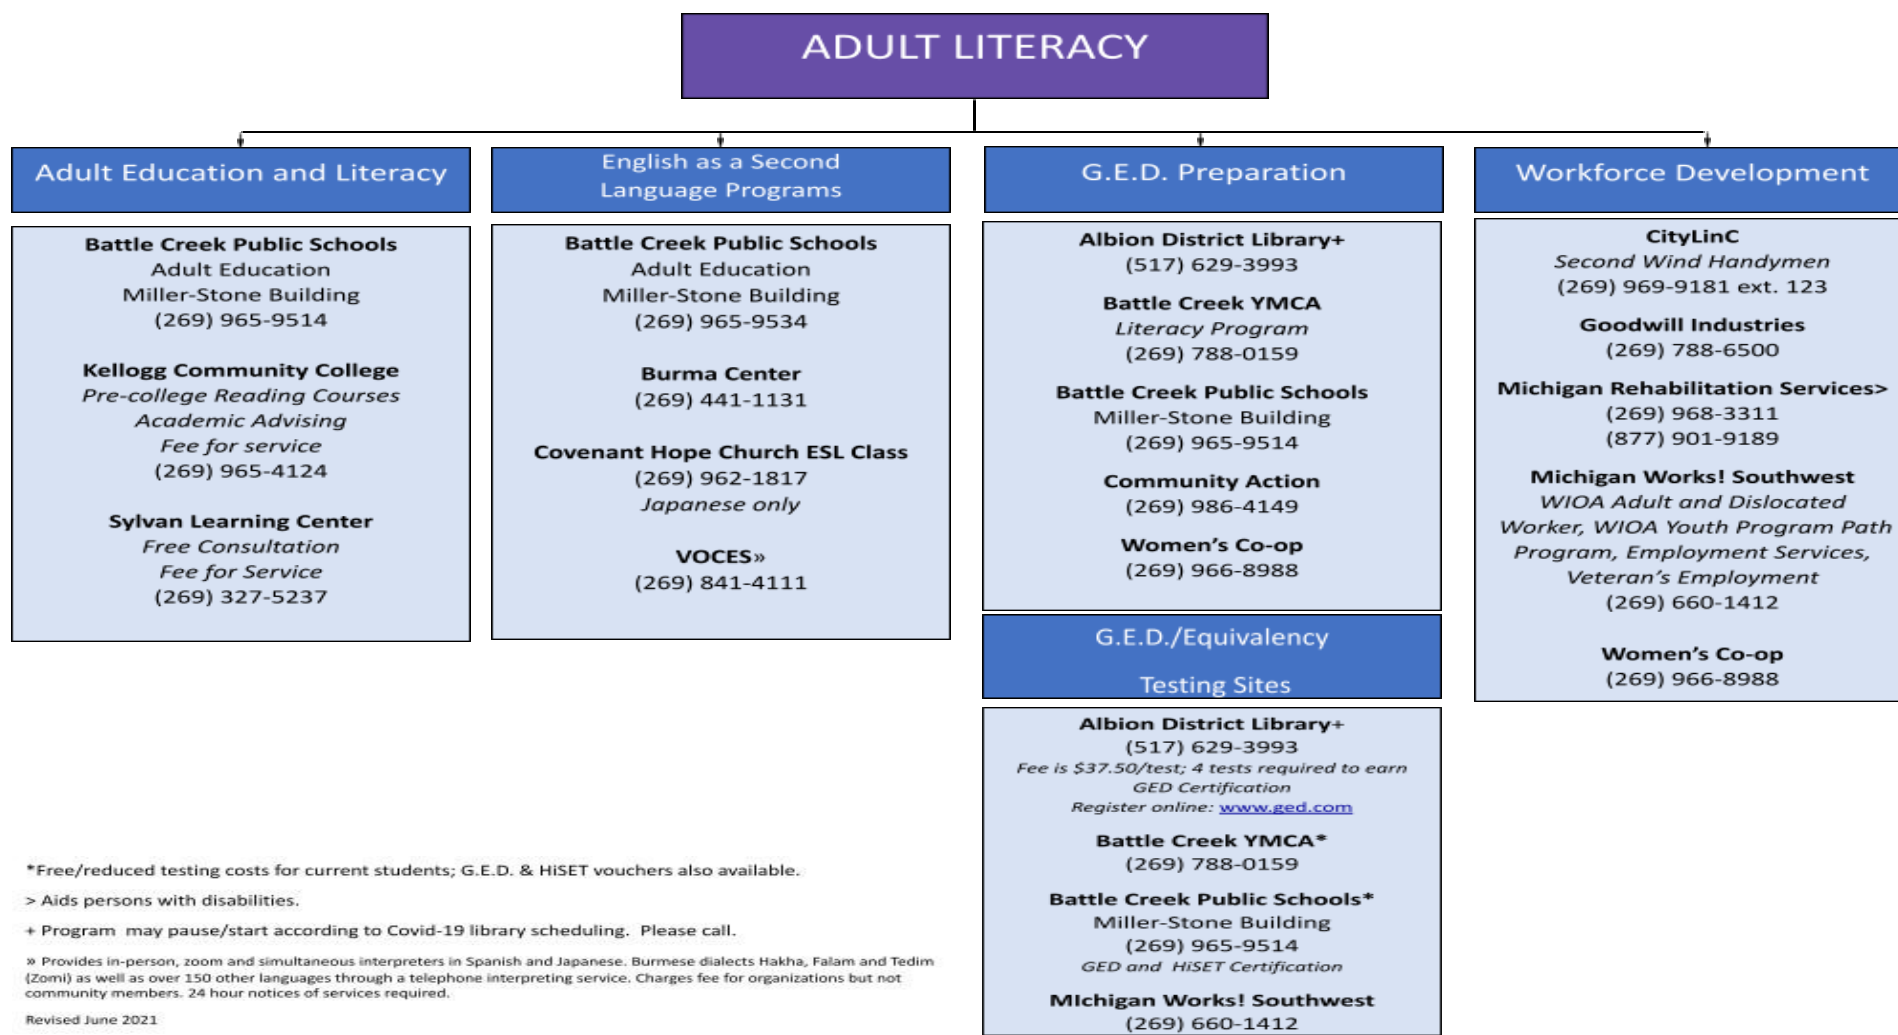 ADULT LITERACY
Adult Education and Literacy
Battle Creek Public Schools
Adult Education
Miller-Stone Building
(269) 965-9514
Kellogg Community College
Pre-college Reading Courses
Academic Advising
Fee for service
(269) 965-4124
Sylvan Learning Center
Free Consultation
Fee for Service
(269) 327-5237
English as a Second
Language Programs
Battle Creek Public Schools
Adult Education
Miller-Stone Building
(269) 965-9534
Burma Center
(269) 441-1131
Covenant Hope Church ESL Class
(269) 962-1817
Japanese only
VOCES»
(269) 841-4111
G.E.D. Preparation
Albion District Library+
(517) 629-3993
Battle Creek YMCA
Literacy Program
(269) 788-0159
Battle Creek Public Schools
Miller-Stone Building
(269) 965-9514
Community Action
(269) 986-4149
Women's Co-op
(269) 966-8988
G.E.D./Equivalency
Testing Sites
Albion District Library+
(517) 629-3993
Fee is $37.50/test; 4 tests required to earn
GED Certification
Register online: www.ged.com
Battle Creek YMCA*
(269) 788-0159
Battle Creek Public Schools*
Miller-Stone Building
(269) 965-9514
GED and HiSET Certification
MIchigan Works! Southwest
(269) 660-1412
Workforce Development
CityLinC
Second Wind Handymen
(269) 969-9181 ext. 123
Goodwill Industries
(269) 788-6500
Michigan Rehabilitation Services>
(269) 968-3311
(877) 901-9189
Michigan Works! Southwest
WIOA Adult and Dislocated
Worker, WIOA Youth Program Path
Program, Employment Services,
Veteran's Employment
(269) 660-1412
Women's Co-op
(269) 966-8988
*Free/reduced testing costs for current students; G.E.D. & HiSET vouchers also available.
> Aids persons with disabilities.
+ Program may pause/start according to Covid-19 library scheduling. Please call.
» Provides in-person, zoom and simultaneous interpreters in Spanish and Japanese. Burmese dialects Hakha, Falam and Tedim
(Zomi) as well as over 150 other languages through a telephone interpreting service. Charges fee for organizations but not
community members. 24 hour notices of services required.
Revised June 2021